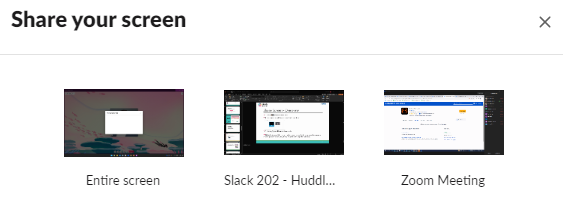 Share your screen
Entire screen
Slack 202 - Huddl...
Zoom Meeting